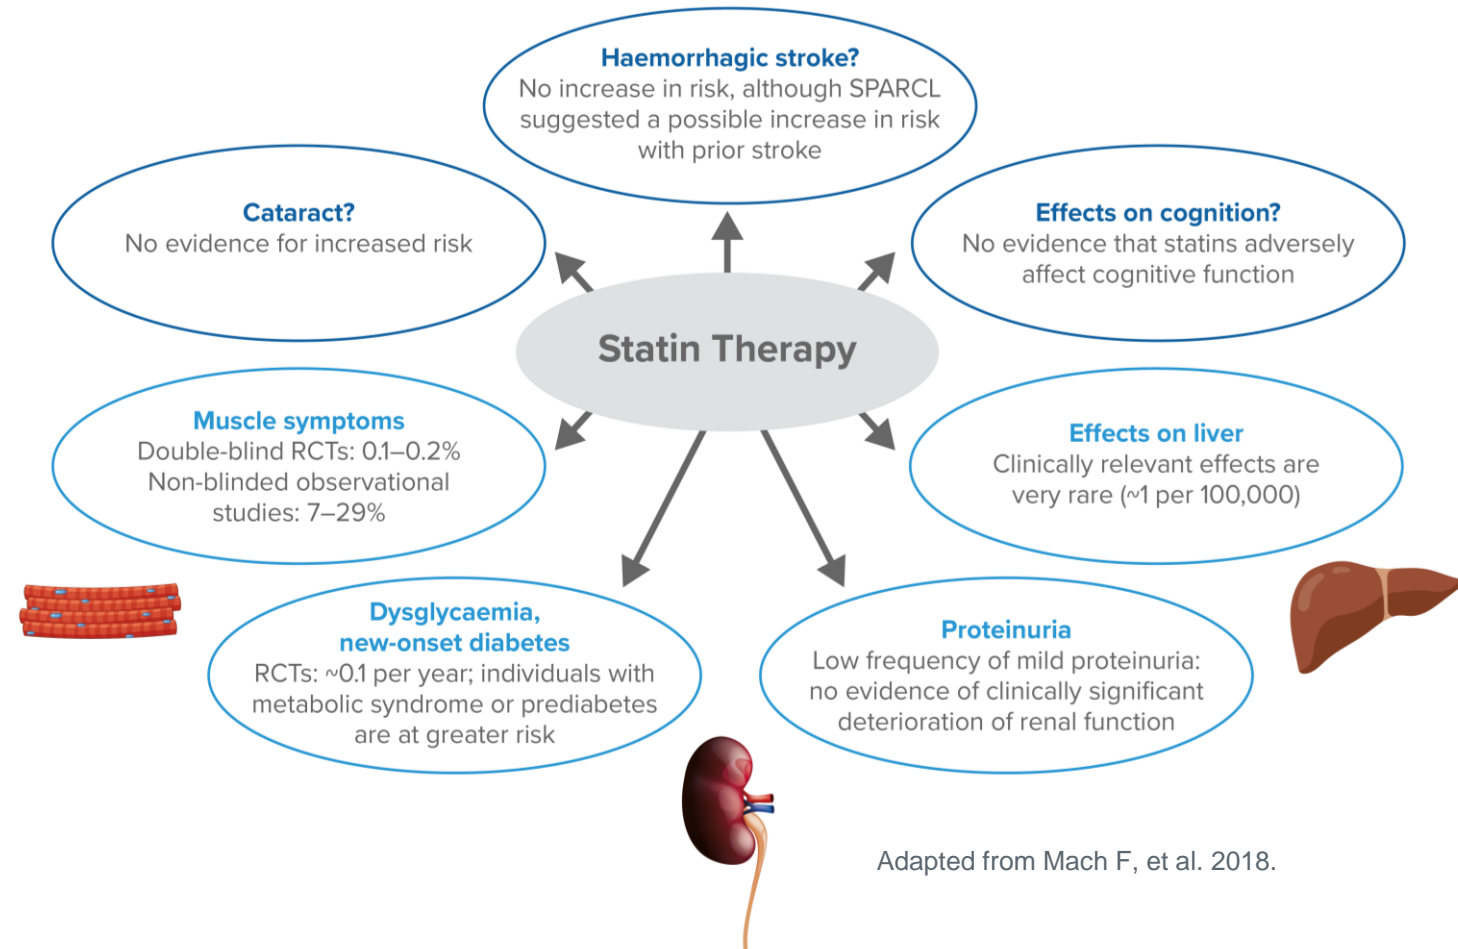 Haemorrhagic stroke?
No increase in risk, although SPARCL
suggested a possible increase in risk
with prior stroke
Cataract?
No evidence for increased risk
Effects on cognition?
No evidence that statins adversely
affect cognitive function
Statin Therapy
Muscle symptoms
Double-blind RCTs: 0.1–0.2%
Non-blinded observational
studies: 7–29%
Effects on liver
Clinically relevant effects are
very rare (~1 per 100,000)
Dysglycaemia,
new-onset diabetes
RCTs: ~0.1 per year; individuals with
metabolic syndrome or prediabetes
are at greater risk
Proteinuria
Low frequency of mild proteinuria:
no evidence of clinically significant
deterioration of renal function
Adapted from Mach F, et al. 2018.